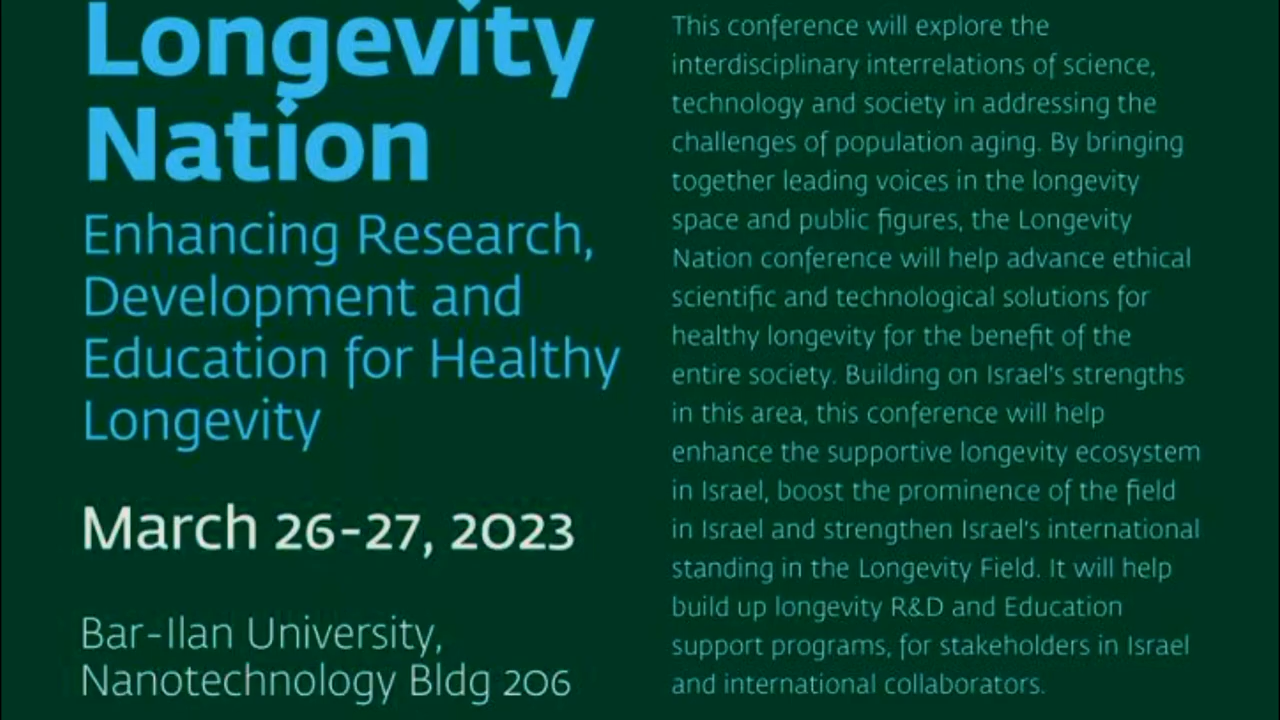 Longevity
Nation
Enhancing Research,
Development and
Education for Healthy
Longevity
March 26-27, 2023
Bar-Ilan University,
Nanotechnology Bldg 206
This conference will explore the
interdisciplinary interrelations of science,
technology and society in addressing the
challenges of population aging. By bringing
together leading voices in the longevity
space and public figures, the Longevity
Nation conference will help advance ethical
scientific and technological solutions for
healthy longevity for the benefit of the
entire society. Building on Israel's strengths
in this area, this conference will help
enhance the supportive longevity ecosystem
in Israel, boost the prominence of the field
in Israel and strengthen Israel's international
standing in the Longevity Field. It will help
build up longevity R&D and Education
support programs, for stakeholders in Israel
and international collaborators.